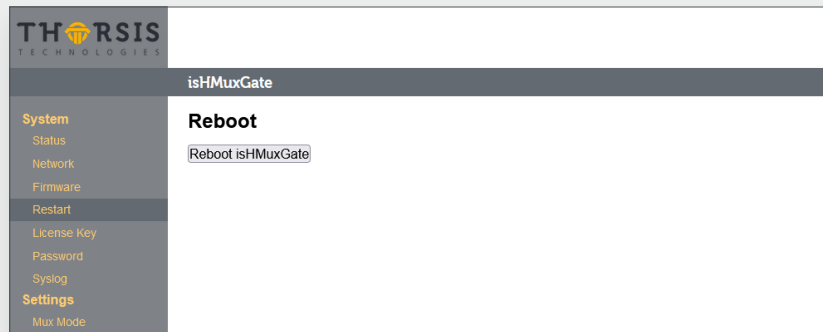 THORSIS
TECHNOLOGIES
isHMuxGate
System
Status
Network
Firmware
Restart
License Key
Password
Syslog
Settings
Mux Mode
Reboot
Reboot isHMuxGate